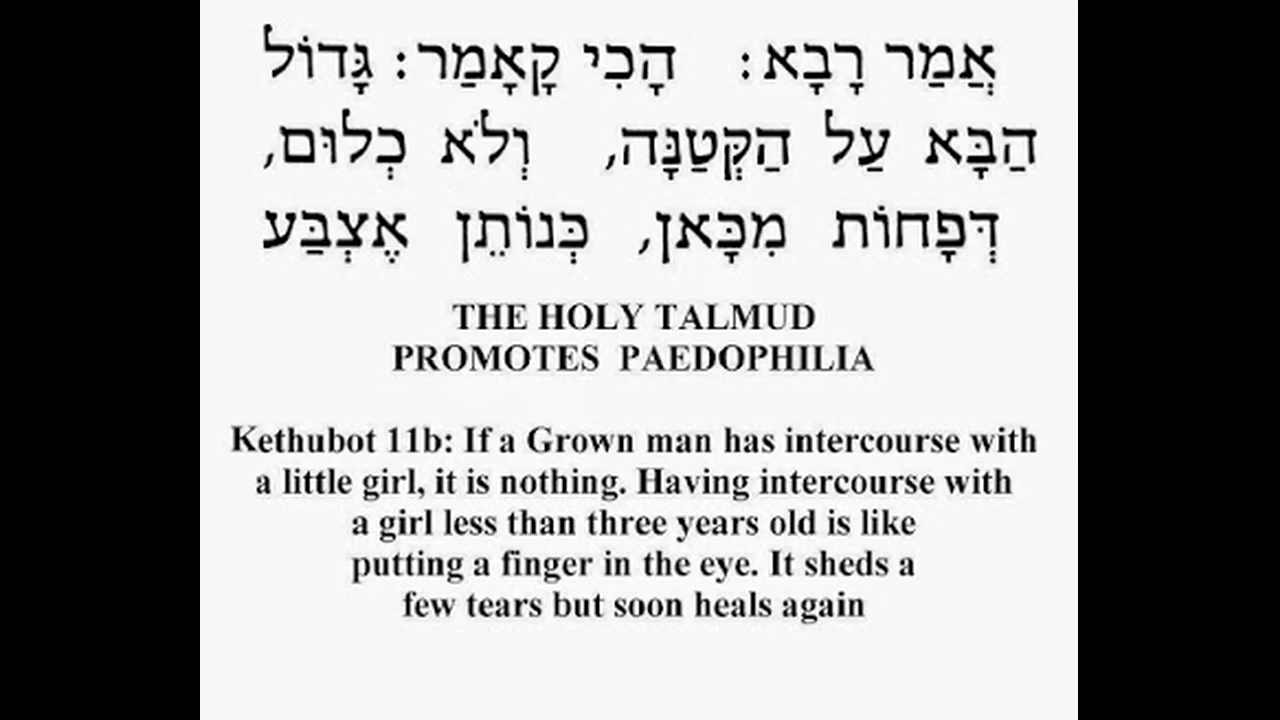 אֲמַר רָבָא: הָכִי קָאָמַר: גָּדוֹל
הַבָּא עַל הַקְּטַנָּה, וְלֹא כְלוּם,
דְּפָחוֹת מִכָּאן, כְּנוֹתֵן אֶצְבַּע
THE HOLY TALMUD
PROMOTES PAEDOPHILIA
Kethubot 11b: If a Grown man has intercourse with
a little girl, it is nothing. Having intercourse with
a girl less than three years old is like
putting a finger in the eye. It sheds a
few tears but soon heals again